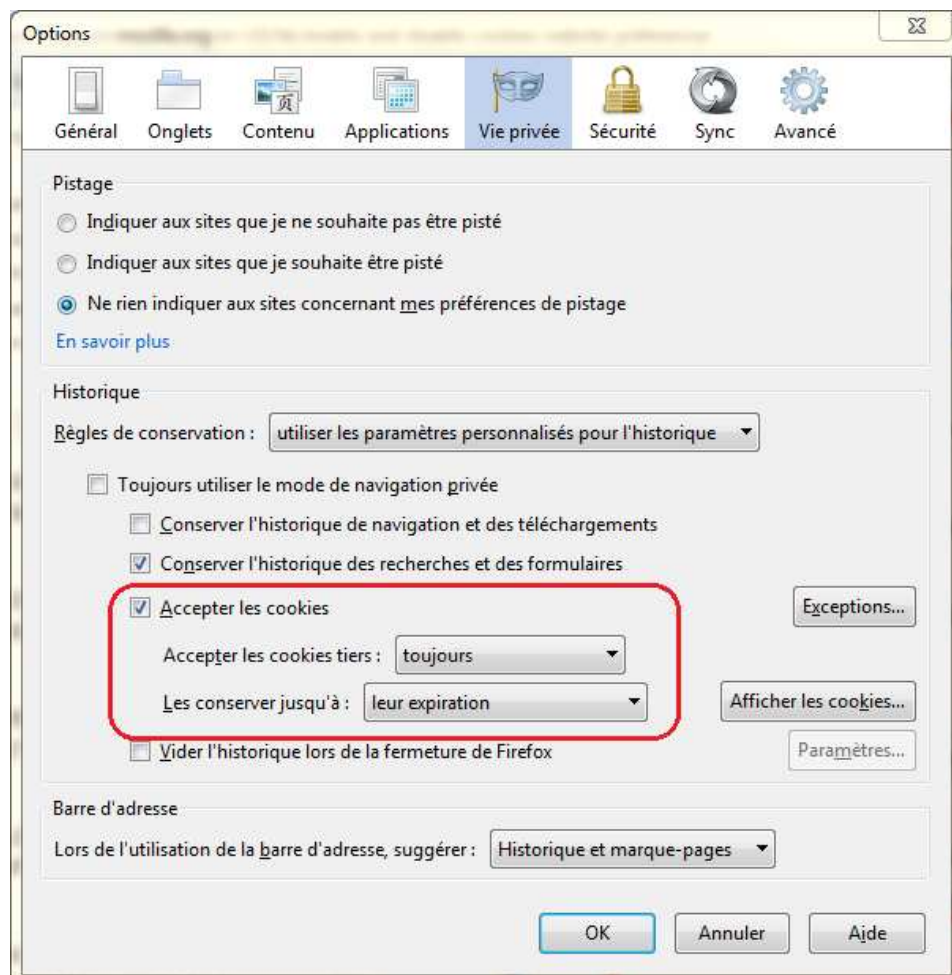 Options
Général Onglets Contenu Applications Vie privée Sécurité Sync Avancé
Pistage
Indiquer aux sites que je ne souhaite pas être pisté
Indiquer aux sites que je souhaite être pisté
Ne rien indiquer aux sites concernant mes préférences de pistage
En savoir plus
Historique
Règles de conservation : utiliser les paramètres personnalisés pour l'historique
Toujours utiliser le mode de navigation privée
Conserver l'historique de navigation et des téléchargements
Conserver l'historique des recherches et des formulaires
Accepter les cookies Exceptions...
Accepter les cookies tiers : toujours
Les conserver jusqu'à : leur expiration Afficher les cookies...
Vider l'historique lors de la fermeture de Firefox Paramètres...
Barre d'adresse
Lors de l'utilisation de la barre d'adresse, suggérer : Historique et marque-pages
OK Annuler Aide